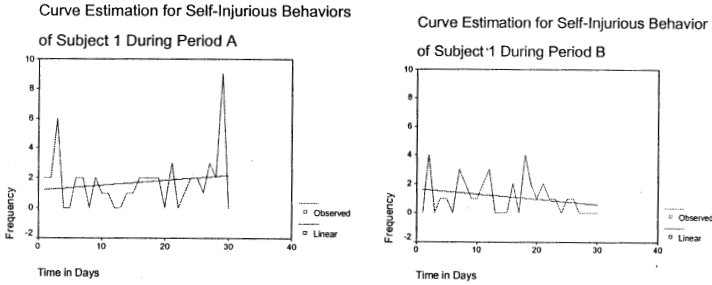 Curve Estimation for Self-Injurious Behaviors
of Subject 1 During Period A
10
8
6
4
2
0
-2
Frequency
0
10
20
30
40
Time in Days
Observed
Linear
Curve Estimation for Self-Injurious Behavior
of Subject 1 During Period B
10
8
6
4
2
0
-2
Frequency
0
10
20
30
40
Time in Days
Observed
Linear